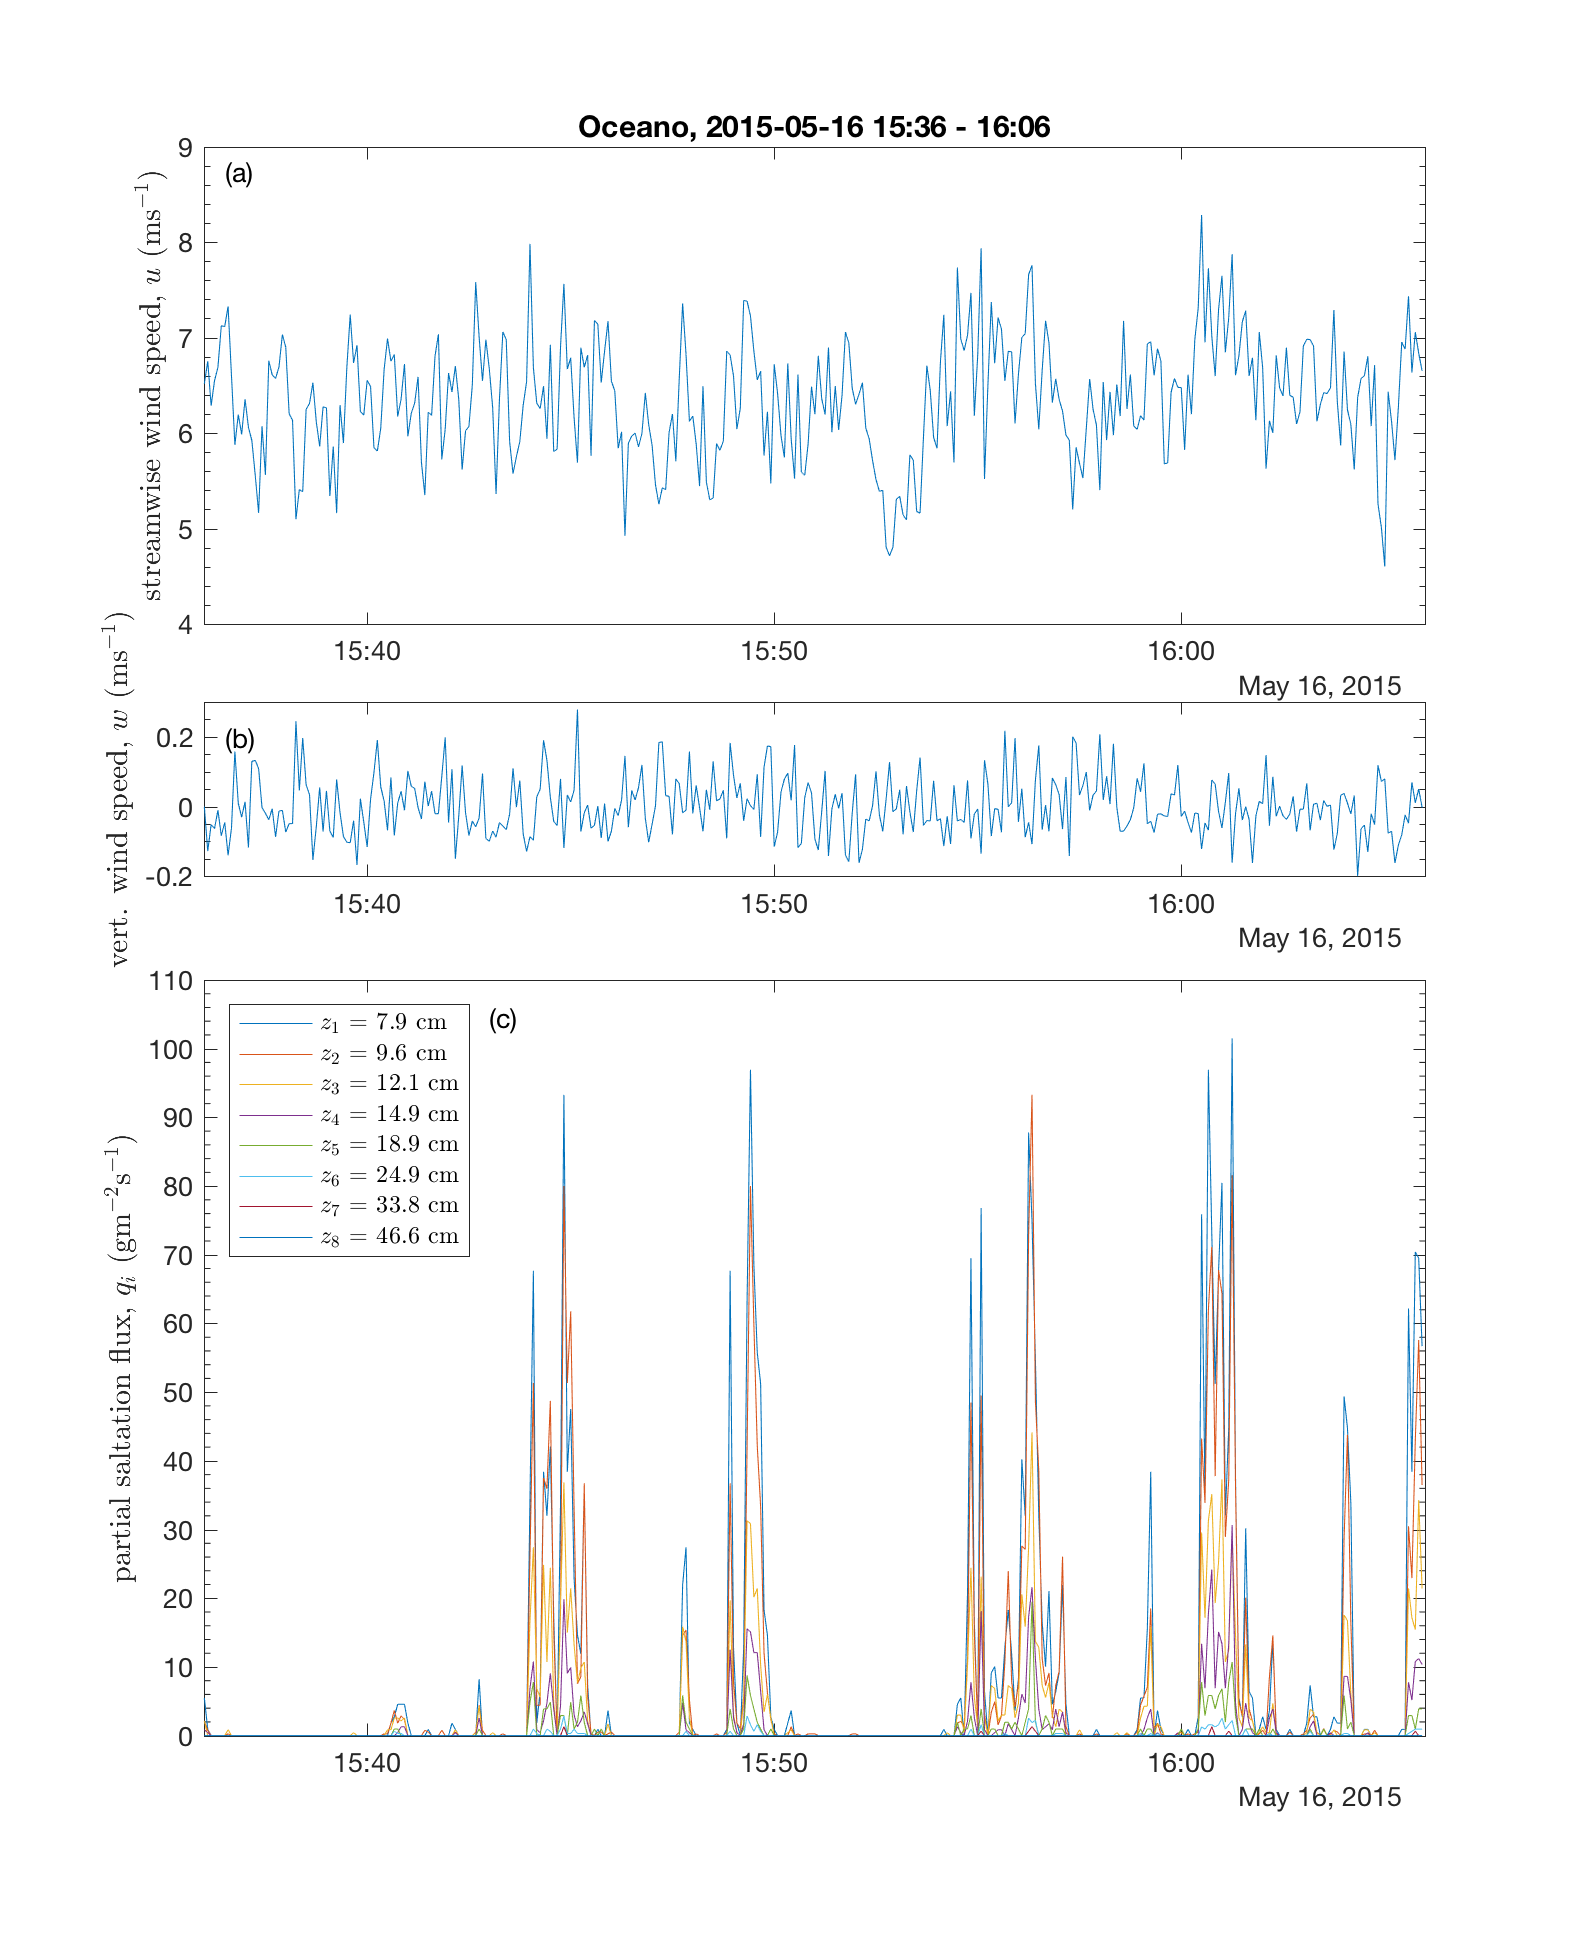 Oceano, 2015-05-16 15:36 - 16:06
(a)
streamwise wind speed, u (ms⁻¹)
9
8
7
6
5
4
15:40 15:50 16:00
May 16, 2015
(b)
vert. wind speed, w (ms⁻¹)
0.2
0
-0.2
15:40 15:50 16:00
May 16, 2015
(c)
partial saltation flux, qᵢ (gm⁻²s⁻¹)
110
100
90
80
70
60
50
40
30
20
10
0
z₁ = 7.9 cm
z₂ = 9.6 cm
z₃ = 12.1 cm
z₄ = 14.9 cm
z₅ = 18.9 cm
z₆ = 24.9 cm
z₇ = 33.8 cm
z₈ = 46.6 cm
15:40 15:50 16:00
May 16, 2015